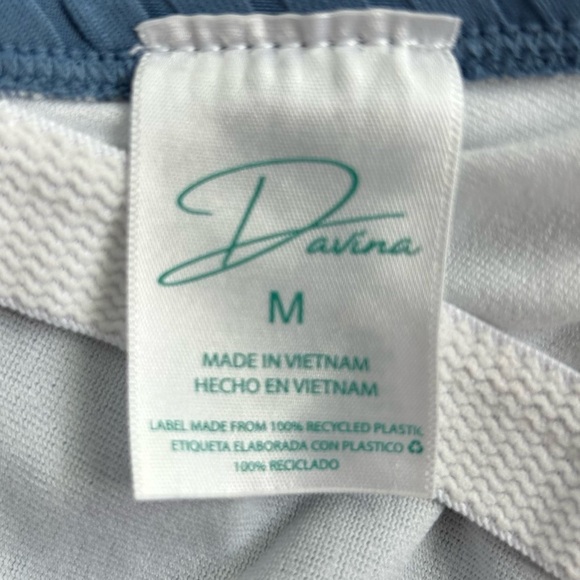 Davina
M
MADE IN VIETNAM
HECHO EN VIETNAM
LABEL MADE FROM 100% RECYCLED PLASTIC
ETIQUETA ELABORADA CON PLASTICO
100% RECICLADO